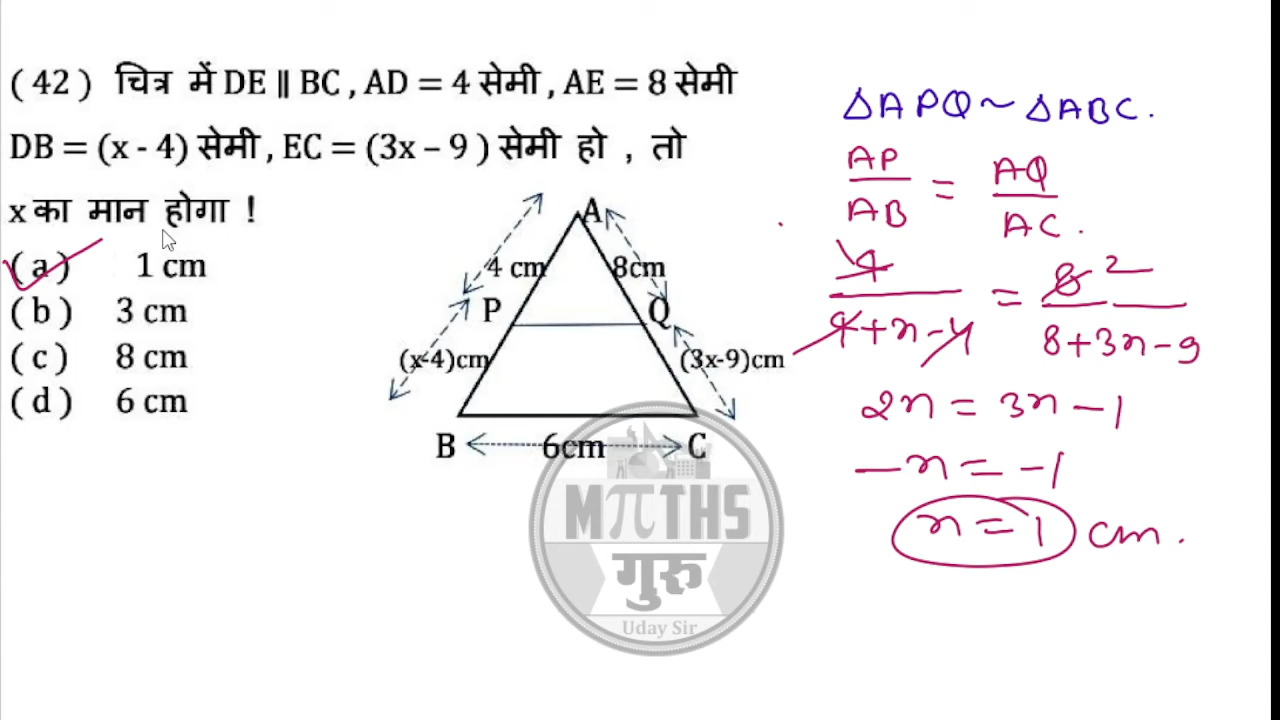 ( 42 ) चित्र में DE || BC , AD = 4 सेमी , AE = 8 सेमी
DB = (x - 4) सेमी , EC = (3x – 9 ) सेमी हो , तो
x का मान होगा !
( a ) 1 cm
( b ) 3 cm
( c ) 8 cm
( d ) 6 cm
A
4 cm 8cm
P Q
(x-4)cm (3x-9)cm
B 6cm C
MπTHS
गुरु
Uday Sir
ΔAPQ ~ ΔABC.
AP/AB = AQ/AC.
4/4+x-4 = 8 2/8+3x-9
2x = 3x - 1
-x = -1
x = 1 cm.